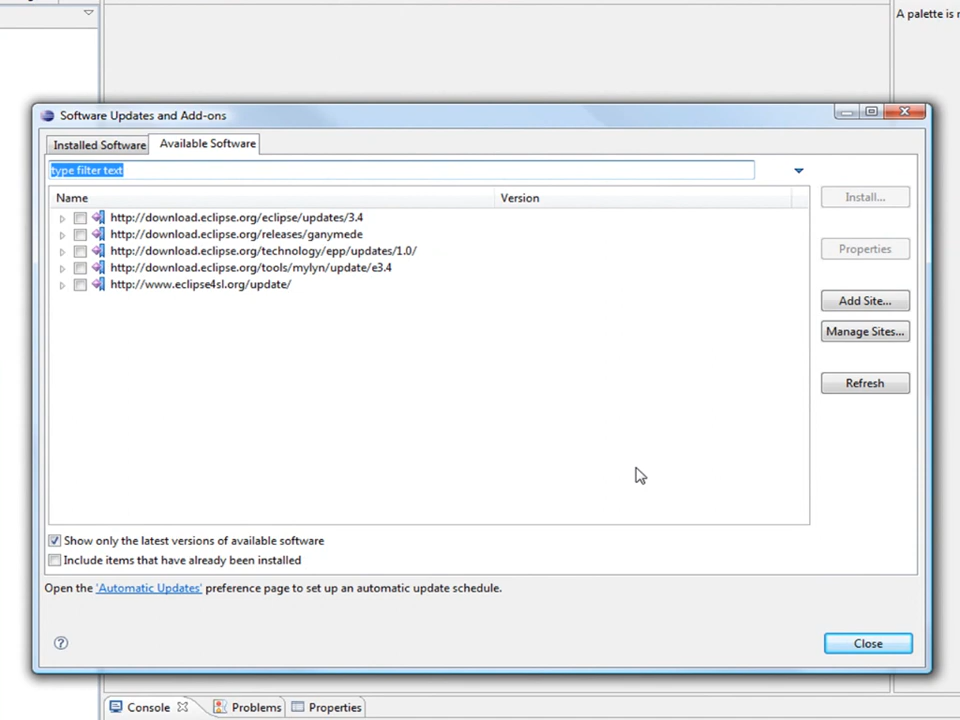 A palette is
Software Updates and Add-ons
Installed Software
Available Software
type filter text
Name
Version
Install...
http://download.eclipse.org/eclipse/updates/3.4
http://download.eclipse.org/releases/ganymede
http://download.eclipse.org/technology/epp/updates/1.0/
Properties
http://download.eclipse.org/tools/mylyn/update/e3.4
http://www.eclipse4sl.org/update/
Add Site...
Manage Sites...
Refresh
Show only the latest versions of available software
Include items that have already been installed
Open the 'Automatic Updates' preference page to set up an automatic update schedule.
Close
Console
Problems
Properties